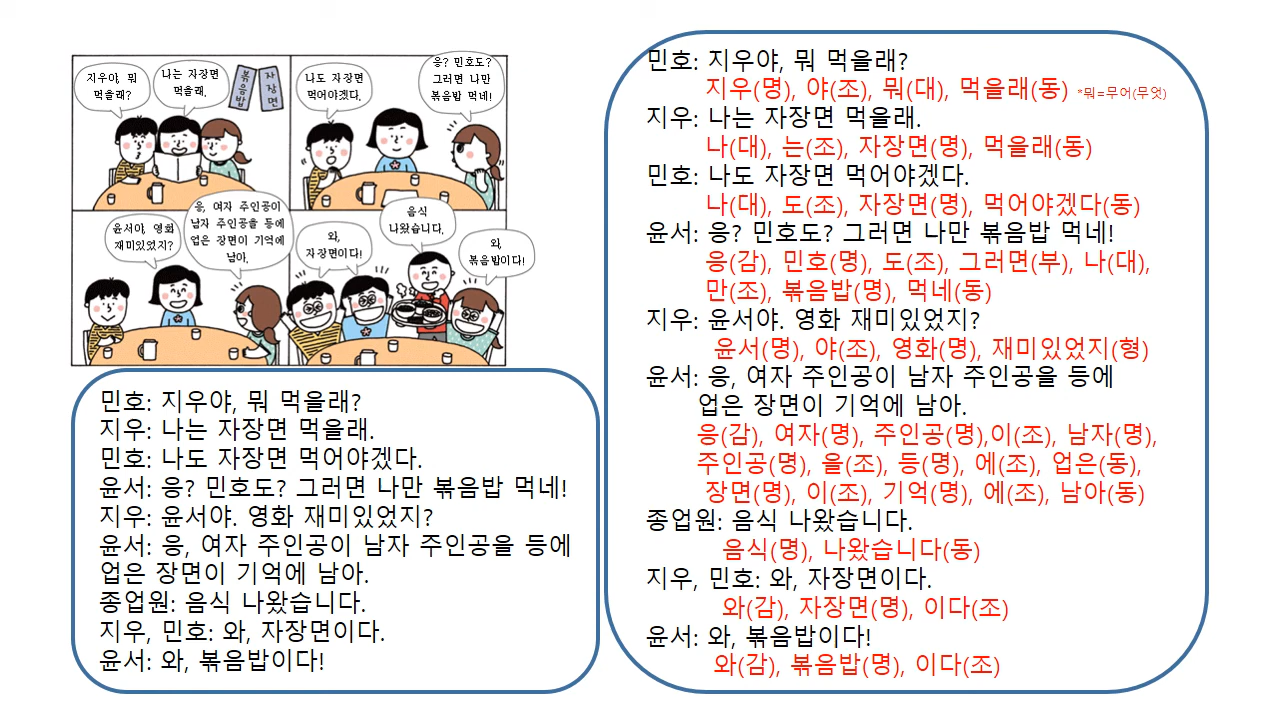 지우야, 뭐
먹을래?
나는 자장면
먹을래.
볶음밥
자장면
나도 자장면
먹어야겠다.
응? 민호도?
그러면 나만
볶음밥 먹네!
윤서야, 영화
재미있었지?
응, 여자 주인공이
남자 주인공을 등에
업은 장면이 기억에
남아.
와,
자장면이다!
음식
나왔습니다.
와,
볶음밥이다!
민호: 지우야, 뭐 먹을래?
지우: 나는 자장면 먹을래.
민호: 나도 자장면 먹어야겠다.
윤서: 응? 민호도? 그러면 나만 볶음밥 먹네!
지우: 윤서야. 영화 재미있었지?
윤서: 응, 여자 주인공이 남자 주인공을 등에
업은 장면이 기억에 남아.
종업원: 음식 나왔습니다.
지우, 민호: 와, 자장면이다.
윤서: 와, 볶음밥이다!
민호: 지우야, 뭐 먹을래?
지우(명), 야(조), 뭐(대), 먹을래(동) *뭐=무어(무엇)
지우: 나는 자장면 먹을래.
나(대), 는(조), 자장면(명), 먹을래(동)
민호: 나도 자장면 먹어야겠다.
나(대), 도(조), 자장면(명), 먹어야겠다(동)
윤서: 응? 민호도? 그러면 나만 볶음밥 먹네!
응(감), 민호(명), 도(조), 그러면(부), 나(대),
만(조), 볶음밥(명), 먹네(동)
지우: 윤서야. 영화 재미있었지?
윤서(명), 야(조), 영화(명), 재미있었지(형)
윤서: 응, 여자 주인공이 남자 주인공을 등에
업은 장면이 기억에 남아.
응(감), 여자(명), 주인공(명),이(조), 남자(명),
주인공(명), 을(조), 등(명), 에(조), 업은(동),
장면(명), 이(조), 기억(명), 에(조), 남아(동)
종업원: 음식 나왔습니다.
음식(명), 나왔습니다(동)
지우, 민호: 와, 자장면이다.
와(감), 자장면(명), 이다(조)
윤서: 와, 볶음밥이다!
와(감), 볶음밥(명), 이다(조)